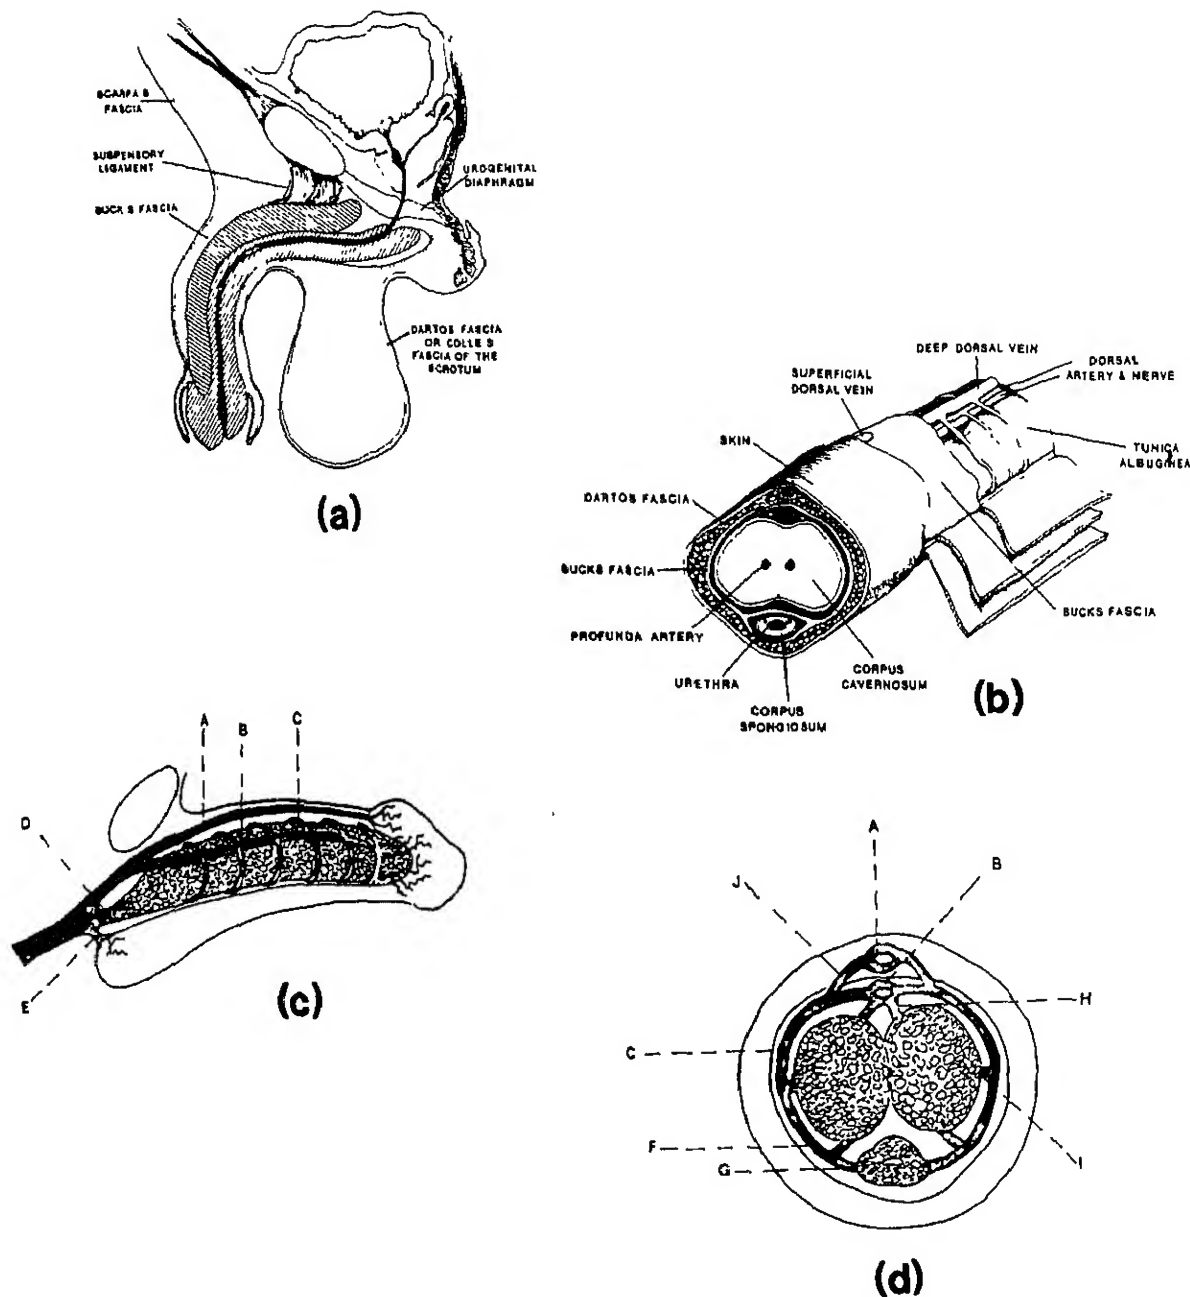 SCARPA S
FASCIA
SUSPENSORY
LIGAMENT
BUCK S FASCIA
UROGENITAL
DIAPHRAGM
DARTOS FASCIA
OR COLLE S
FASCIA OF THE
SCROTUM
(a)
DEEP DORSAL VEIN
DORSAL
ARTERY & NERVE
SUPERFICIAL
DORSAL VEIN
SKIN
TUNICA
ALBUGINEA
DARTOS FASCIA
BUCKS FASCIA
PROFUNDA ARTERY
URETHRA
CORPUS
SPONGIOSUM
CORPUS
CAVERNOSUM
BUCKS FASCIA
(b)
A
B
C
D
E
(c)
A
B
J
H
C
F
G
I
(d)